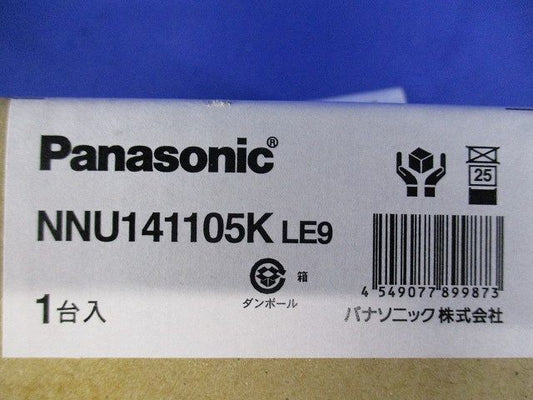 Panasonic®
25
NNU141105K LE9
箱
ダンボール
4 549077 899873
1台入
パナソニック株式会社